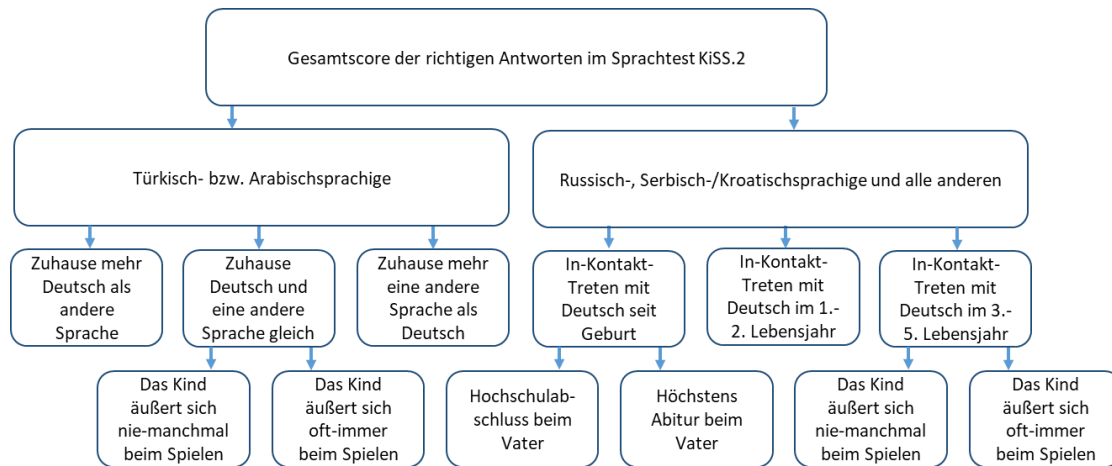 Gesamtscore der richtigen Antworten im Sprachtest KiSS.2
Türkisch- bzw. Arabischsprachige
Russisch-, Serbisch-/Kroatischsprachige und alle anderen
Zuhause mehr
Deutsch als
andere
Sprache
Zuhause
Deutsch und
eine andere
Sprache gleich
Zuhause mehr
eine andere
Sprache als
Deutsch
In-Kontakt-
Treten mit
Deutsch seit
Geburt
In-Kontakt-
Treten mit
Deutsch im 1.-
2. Lebensjahr
In-Kontakt-
Treten mit
Deutsch im 3.-
5. Lebensjahr
Das Kind
äußert sich
nie-manchmal
beim Spielen
Das Kind
äußert sich
oft-immer
beim Spielen
Hochschulab-
schluss beim
Vater
Höchstens
Abitur beim
Vater
Das Kind
äußert sich
nie-manchmal
beim Spielen
Das Kind
äußert sich
oft-immer
beim Spielen